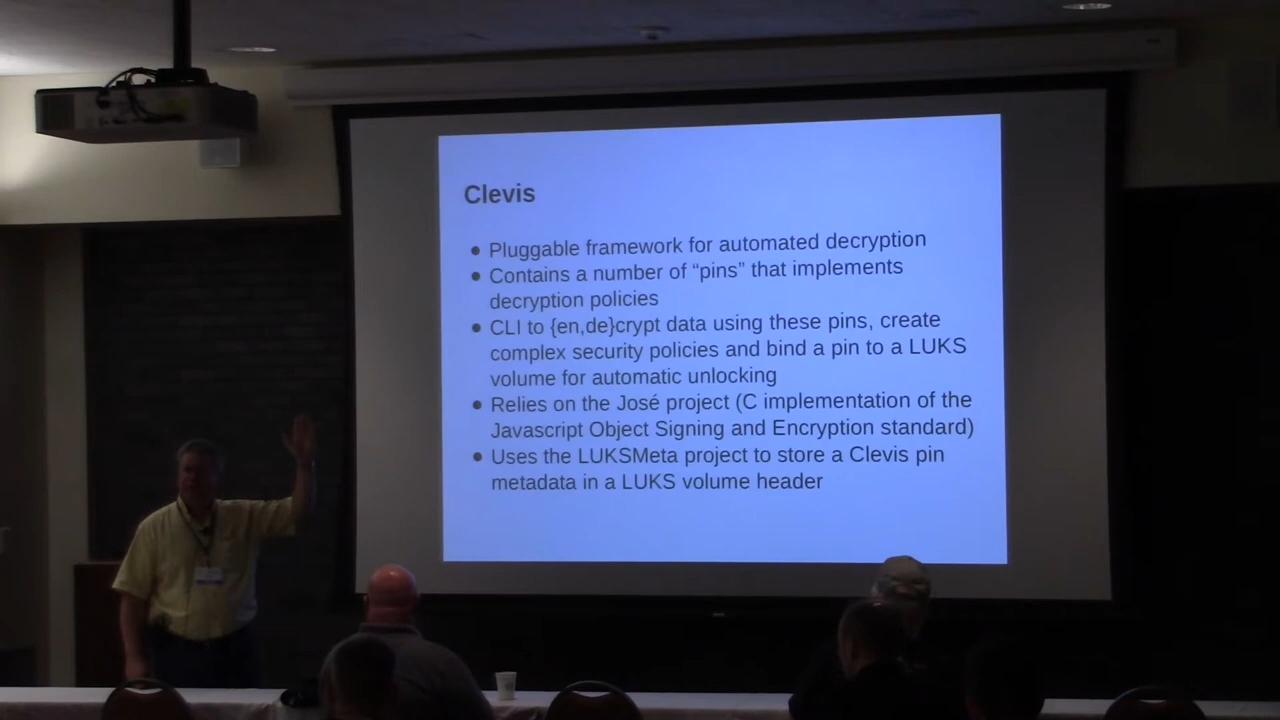 Clevis
● Pluggable framework for automated decryption
● Contains a number of “pins” that implements
decryption policies
● CLI to {en,de}crypt data using these pins, create
complex security policies and bind a pin to a LUKS
volume for automatic unlocking
● Relies on the José project (C implementation of the
Javascript Object Signing and Encryption standard)
● Uses the LUKSMeta project to store a Clevis pin
metadata in a LUKS volume header